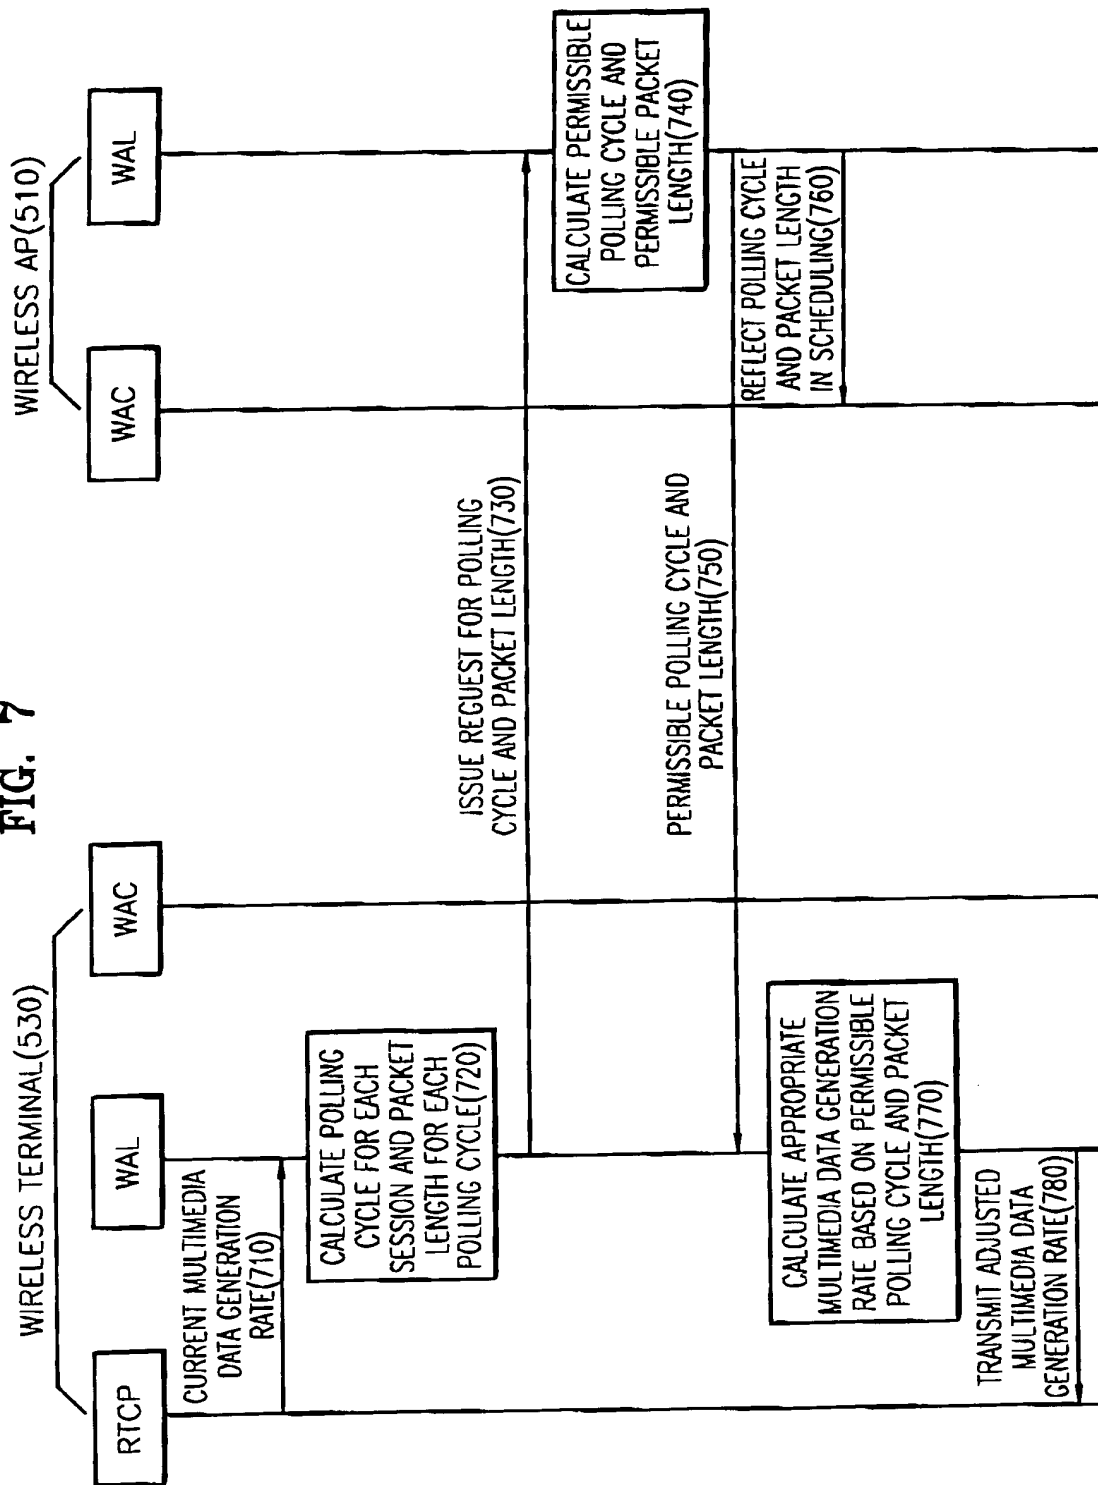 FIG. 7
WIRELESS TERMINAL(530)
WIRELESS AP(510)
RTCP
WAL
WAC
WAC
WAL
CURRENT MULTIMEDIA
DATA GENERATION
RATE(710)
CALCULATE POLLING
CYCLE FOR EACH
SESSION AND PACKET
LENGTH FOR EACH
POLLING CYCLE(720)
ISSUE REGUEST FOR POLLING
CYCLE AND PACKET LENGTH(730)
CALCULATE PERMISSIBLE
POLLING CYCLE AND
PERMISSIBLE PACKET
LENGTH(740)
PERMISSIBLE POLLING CYCLE AND
PACKET LENGTH(750)
REFLECT POLLING CYCLE
AND PACKET LENGTH
IN SCHEDULING(760)
CALCULATE APPROPRIATE
MULTIMEDIA DATA GENERATION
RATE BASED ON PERMISSIBLE
POLLING CYCLE AND PACKET
LENGTH(770)
TRANSMIT ADJUSTED
MULTIMEDIA DATA
GENERATION RATE(780)